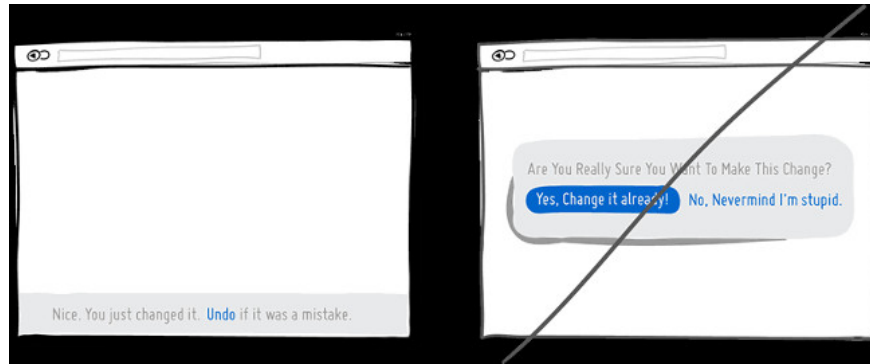 Nice. You just changed it. Undo if it was a mistake.
Are You Really Sure You Want To Make This Change?
Yes, Change it already! No, Nevermind I'm stupid.